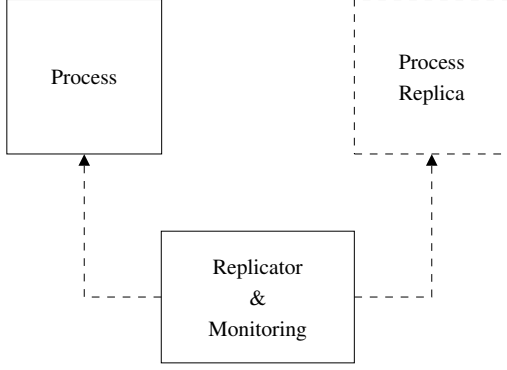 Process
Process
Replica
Replicator
&
Monitoring